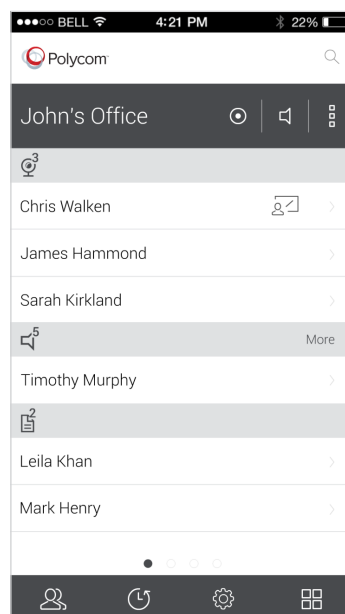 BELL 4:21 PM 22%
Polycom
John's Office
3
Chris Walken
James Hammond
Sarah Kirkland
5 More
Timothy Murphy
2
Leila Khan
Mark Henry